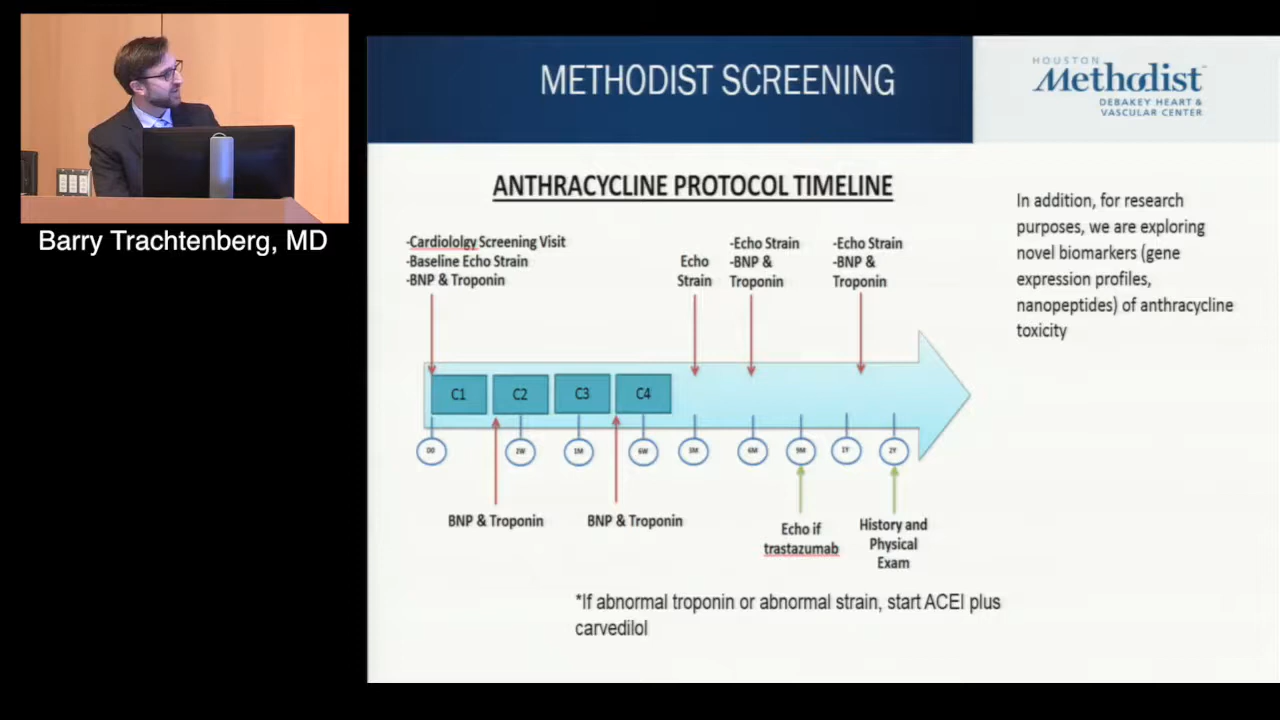 METHODIST SCREENING
HOUSTON
Methodist
DEBAKEY HEART &
VASCULAR CENTER
Barry Trachtenberg, MD
ANTHRACYCLINE PROTOCOL TIMELINE
-Cardiololgy Screening Visit
-Baseline Echo Strain
-BNP & Troponin
Echo
Strain
-Echo Strain
-BNP &
Troponin
-Echo Strain
-BNP &
Troponin
C1
C2
C3
C4
D0
2W
1M
6W
3M
6M
9M
1Y
2Y
BNP & Troponin
BNP & Troponin
Echo if
trastazumab
History and
Physical
Exam
*If abnormal troponin or abnormal strain, start ACEI plus
carvedilol
In addition, for research
purposes, we are exploring
novel biomarkers (gene
expression profiles,
nanopeptides) of anthracycline
toxicity